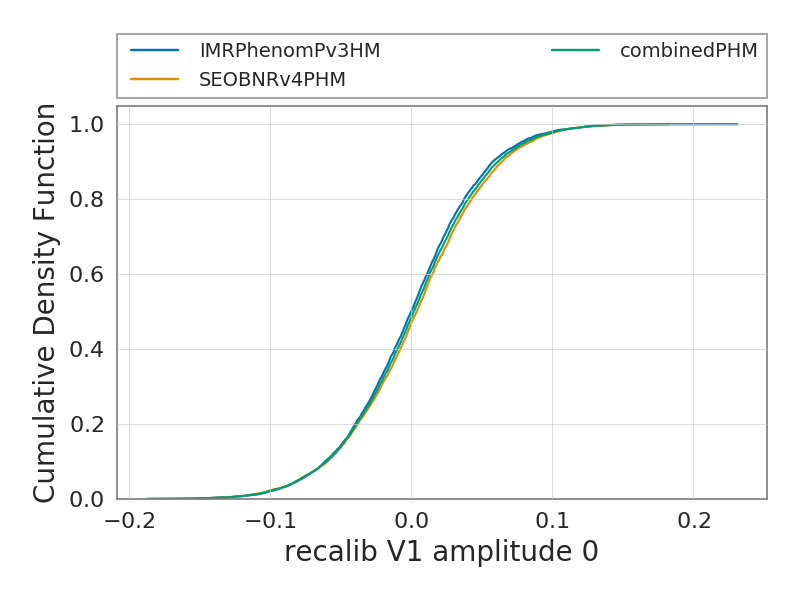 IMRPhenomPv3HM
SEOBNRv4PHM
combinedPHM
Cumulative Density Function
1.0
0.8
0.6
0.4
0.2
0.0
−0.2 −0.1 0.0 0.1 0.2
recalib V1 amplitude 0